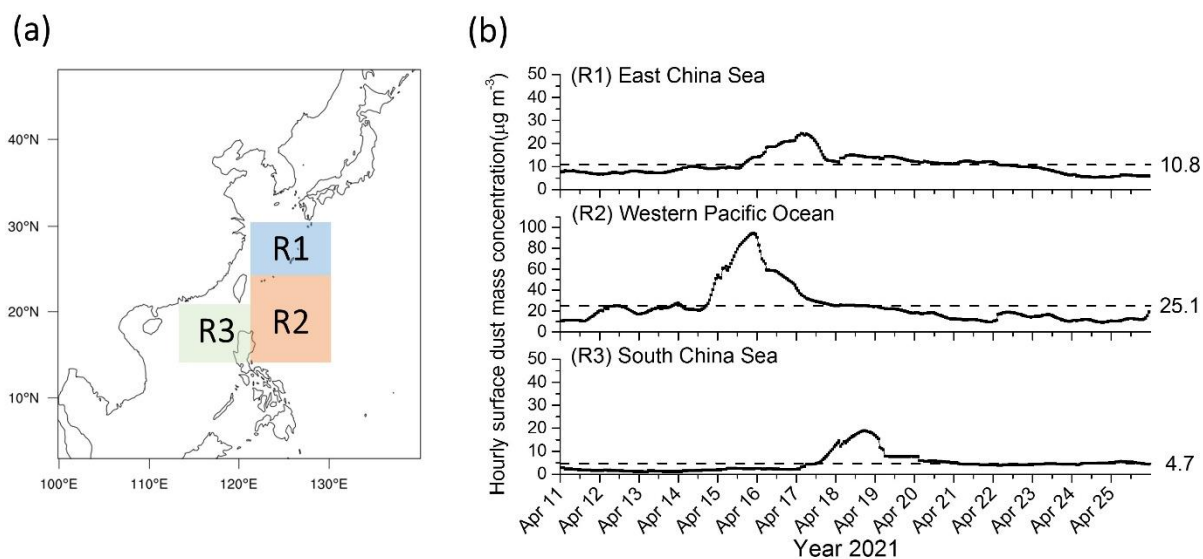 (a)
40°N
30°N
20°N
10°N
100°E 110°E 120°E 130°E
R1
R2
R3
(b)
Hourly surface dust mass concentration(μg m-3)
(R1) East China Sea
50
40
30
20
10
0
10.8
(R2) Western Pacific Ocean
100
80
60
40
20
0
25.1
(R3) South China Sea
50
40
30
20
10
0
4.7
Apr 11 Apr 12 Apr 13 Apr 14 Apr 15 Apr 16 Apr 17 Apr 18 Apr 19 Apr 20 Apr 21 Apr 22 Apr 23 Apr 24 Apr 25
Year 2021